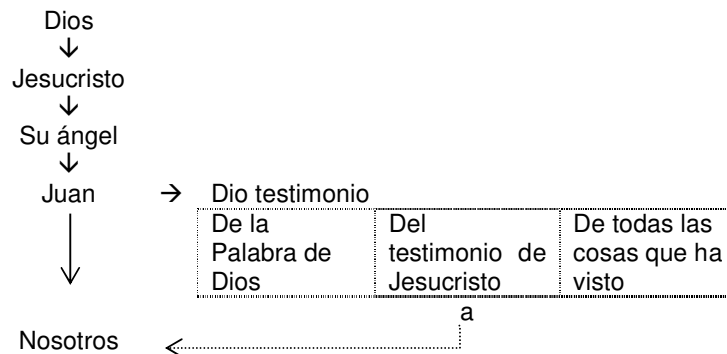 Dios
Jesucristo
Su ángel
Juan → Dio testimonio
De la
Palabra de
Dios
Del
testimonio de
Jesucristo
De todas las
cosas que ha
visto
a
Nosotros